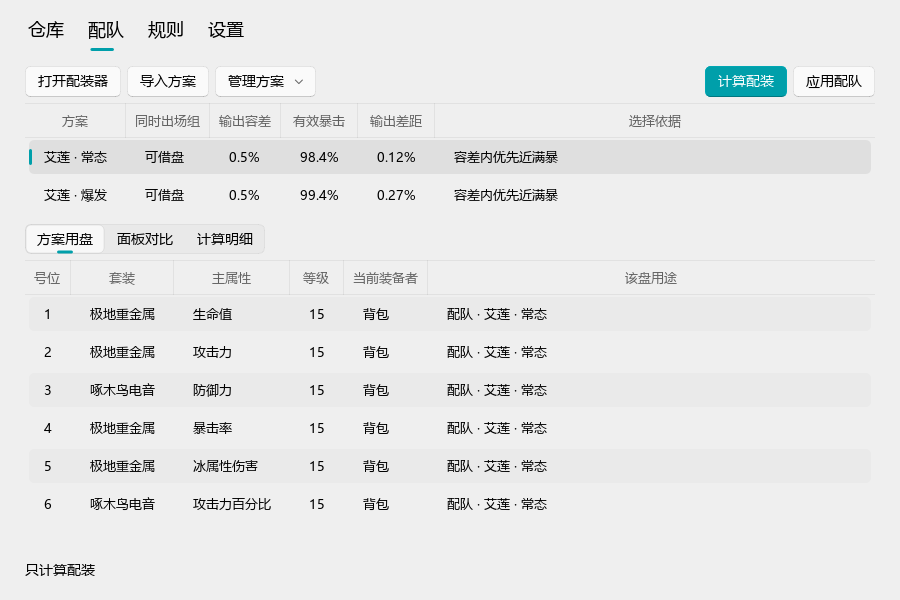 仓库 配队 规则 设置
打开配装器 导入方案 管理方案 计算配装 应用配队
方案 同时出场组 输出容差 有效暴击 输出差距 选择依据
艾莲 · 常态 可借盘 0.5% 98.4% 0.12% 容差内优先近满暴
艾莲 · 爆发 可借盘 0.5% 99.4% 0.27% 容差内优先近满暴
方案用盘 面板对比 计算明细
号位 套装 主属性 等级 当前装备者 该盘用途
1 极地重金属 生命值 15 背包 配队 · 艾莲 · 常态
2 极地重金属 攻击力 15 背包 配队 · 艾莲 · 常态
3 啄木鸟电音 防御力 15 背包 配队 · 艾莲 · 常态
4 极地重金属 暴击率 15 背包 配队 · 艾莲 · 常态
5 极地重金属 冰属性伤害 15 背包 配队 · 艾莲 · 常态
6 啄木鸟电音 攻击力百分比 15 背包 配队 · 艾莲 · 常态
只计算配装